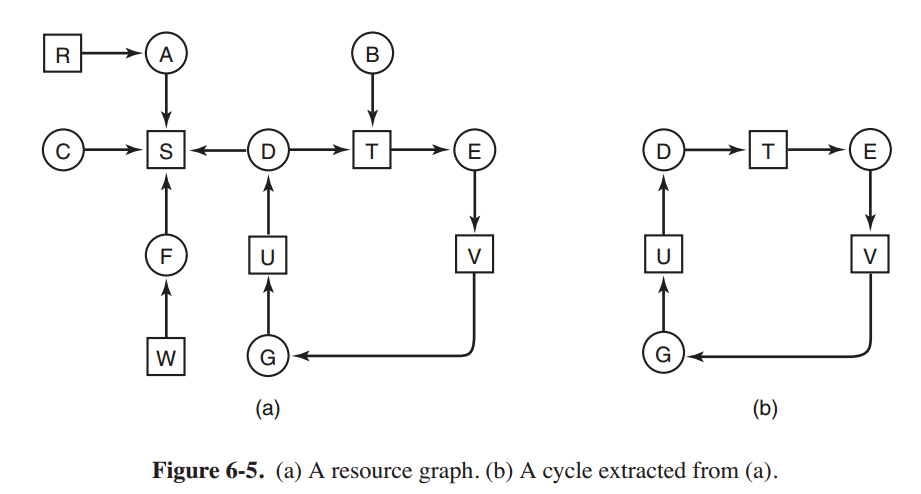 R A B
C S D T E D T E
F U V U V
W G G
(a) (b)
Figure 6-5. (a) A resource graph. (b) A cycle extracted from (a).